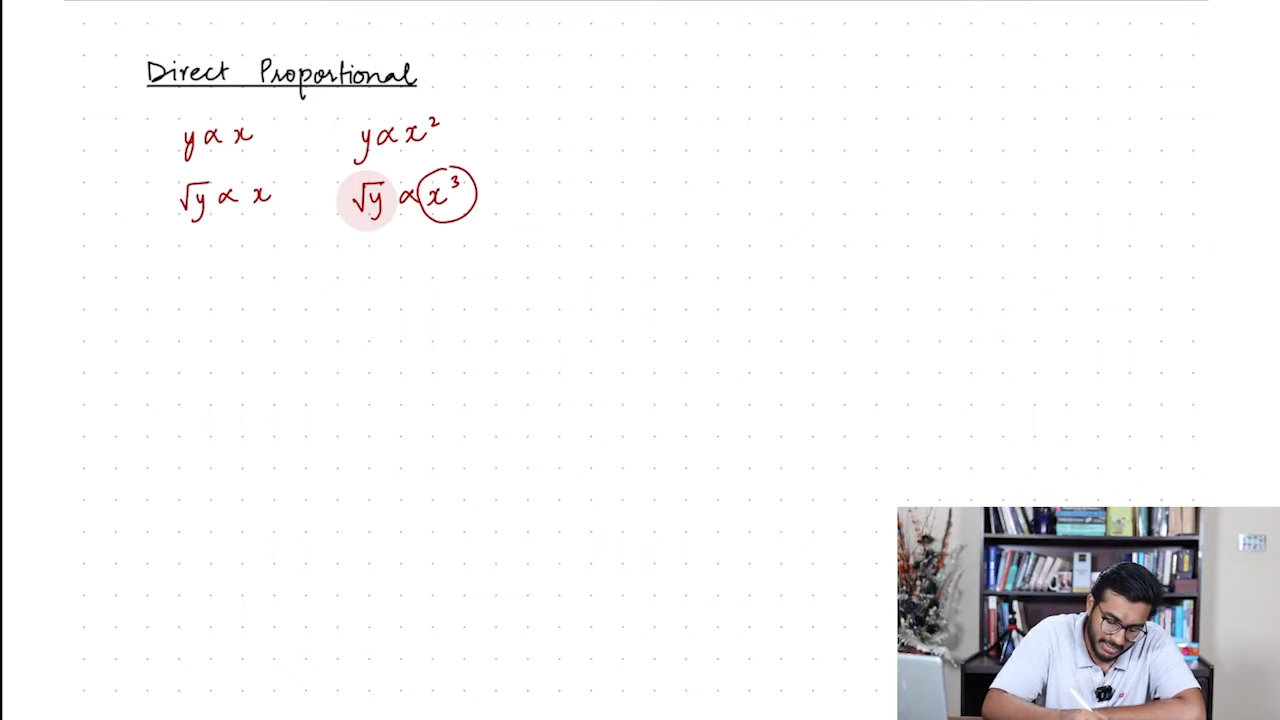 Direct Proportional
y ∝ x y ∝ x²
√y ∝ x √y ∝ x³